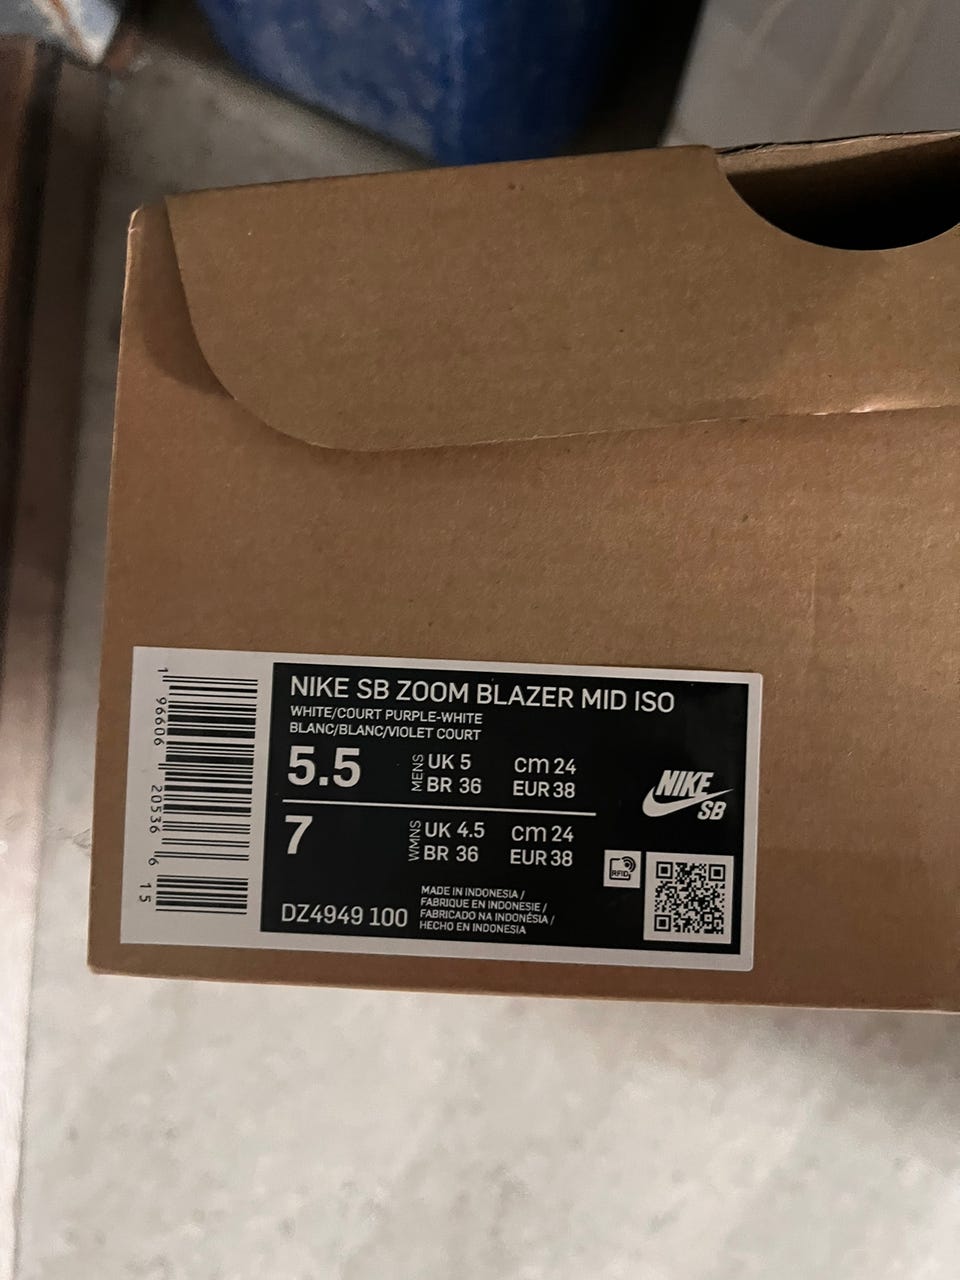 NIKE SB ZOOM BLAZER MID ISO
WHITE/COURT PURPLE-WHITE
BLANC/BLANC/VIOLET COURT
5.5 MENS UK 5 cm 24
BR 36 EUR 38
7 WMNS UK 4.5 cm 24
BR 36 EUR 38
DZ4949 100
MADE IN INDONESIA /
FABRIQUE EN INDONESIE /
FABRICADO NA INDONÉSIA /
HECHO EN INDONESIA
NIKE
SB
RFID
1 96606 20536 6 15